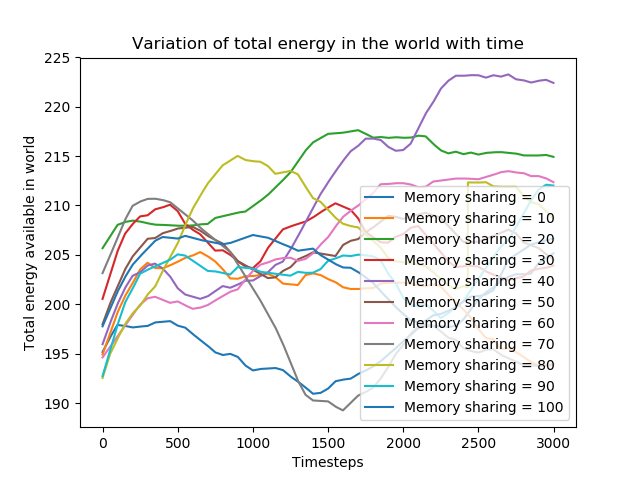 Variation of total energy in the world with time
Total energy available in world
225
220
215
210
205
200
195
190
Memory sharing = 0
Memory sharing = 10
Memory sharing = 20
Memory sharing = 30
Memory sharing = 40
Memory sharing = 50
Memory sharing = 60
Memory sharing = 70
Memory sharing = 80
Memory sharing = 90
Memory sharing = 100
0 500 1000 1500 2000 2500 3000
Timesteps